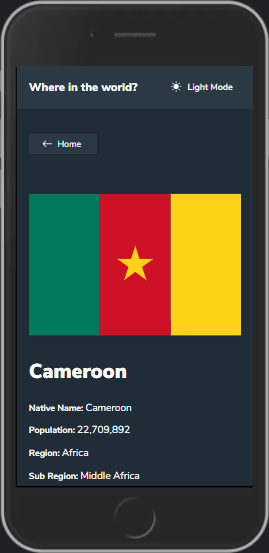 Where in the world? Light Mode
Home
Cameroon
Native Name: Cameroon
Population: 22,709,892
Region: Africa
Sub Region: Middle Africa